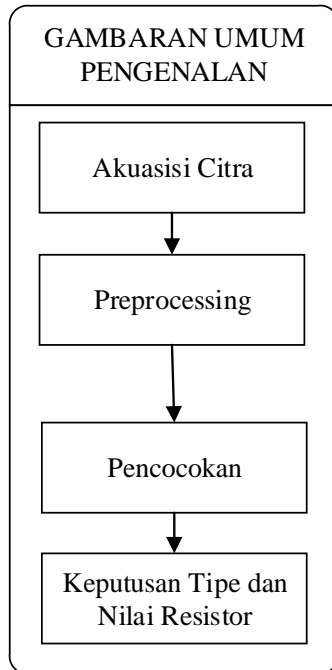 GAMBARAN UMUM
PENGENALAN
Akuasisi Citra
Preprocessing
Pencocokan
Keputusan Tipe dan
Nilai Resistor